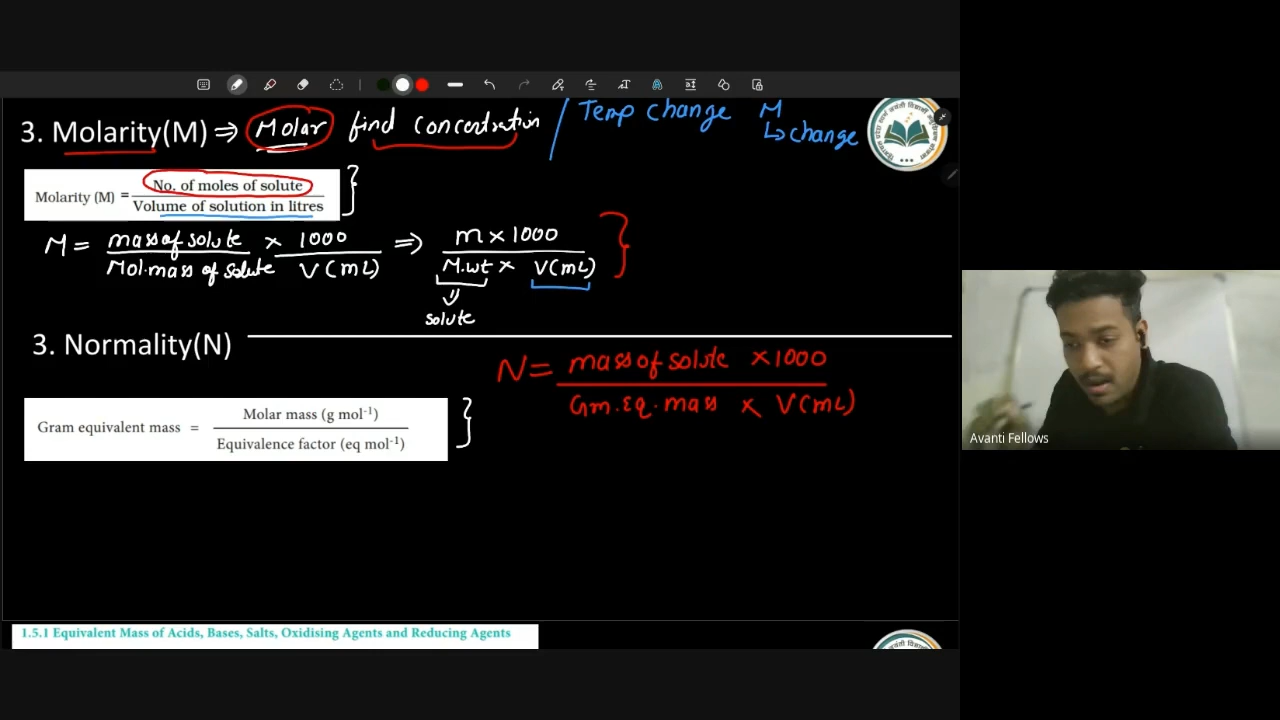 3. Molarity(M) ⇒ Molar find concentration / Temp change M
↳change
Molarity (M) = No. of moles of solute / Volume of solution in litres }
M = mass of solute / Mol.mass of solute × 1000 / V(mL) ⇒ m × 1000 / M.wt × V(mL) }
⇓
solute
3. Normality(N)
N = mass of solute × 1000 / Gm.Eq.mass × V(mL)
Gram equivalent mass = Molar mass (g mol⁻¹) / Equivalence factor (eq mol⁻¹) }
Avanti Fellows
1.5.1 Equivalent Mass of Acids, Bases, Salts, Oxidising Agents and Reducing Agents